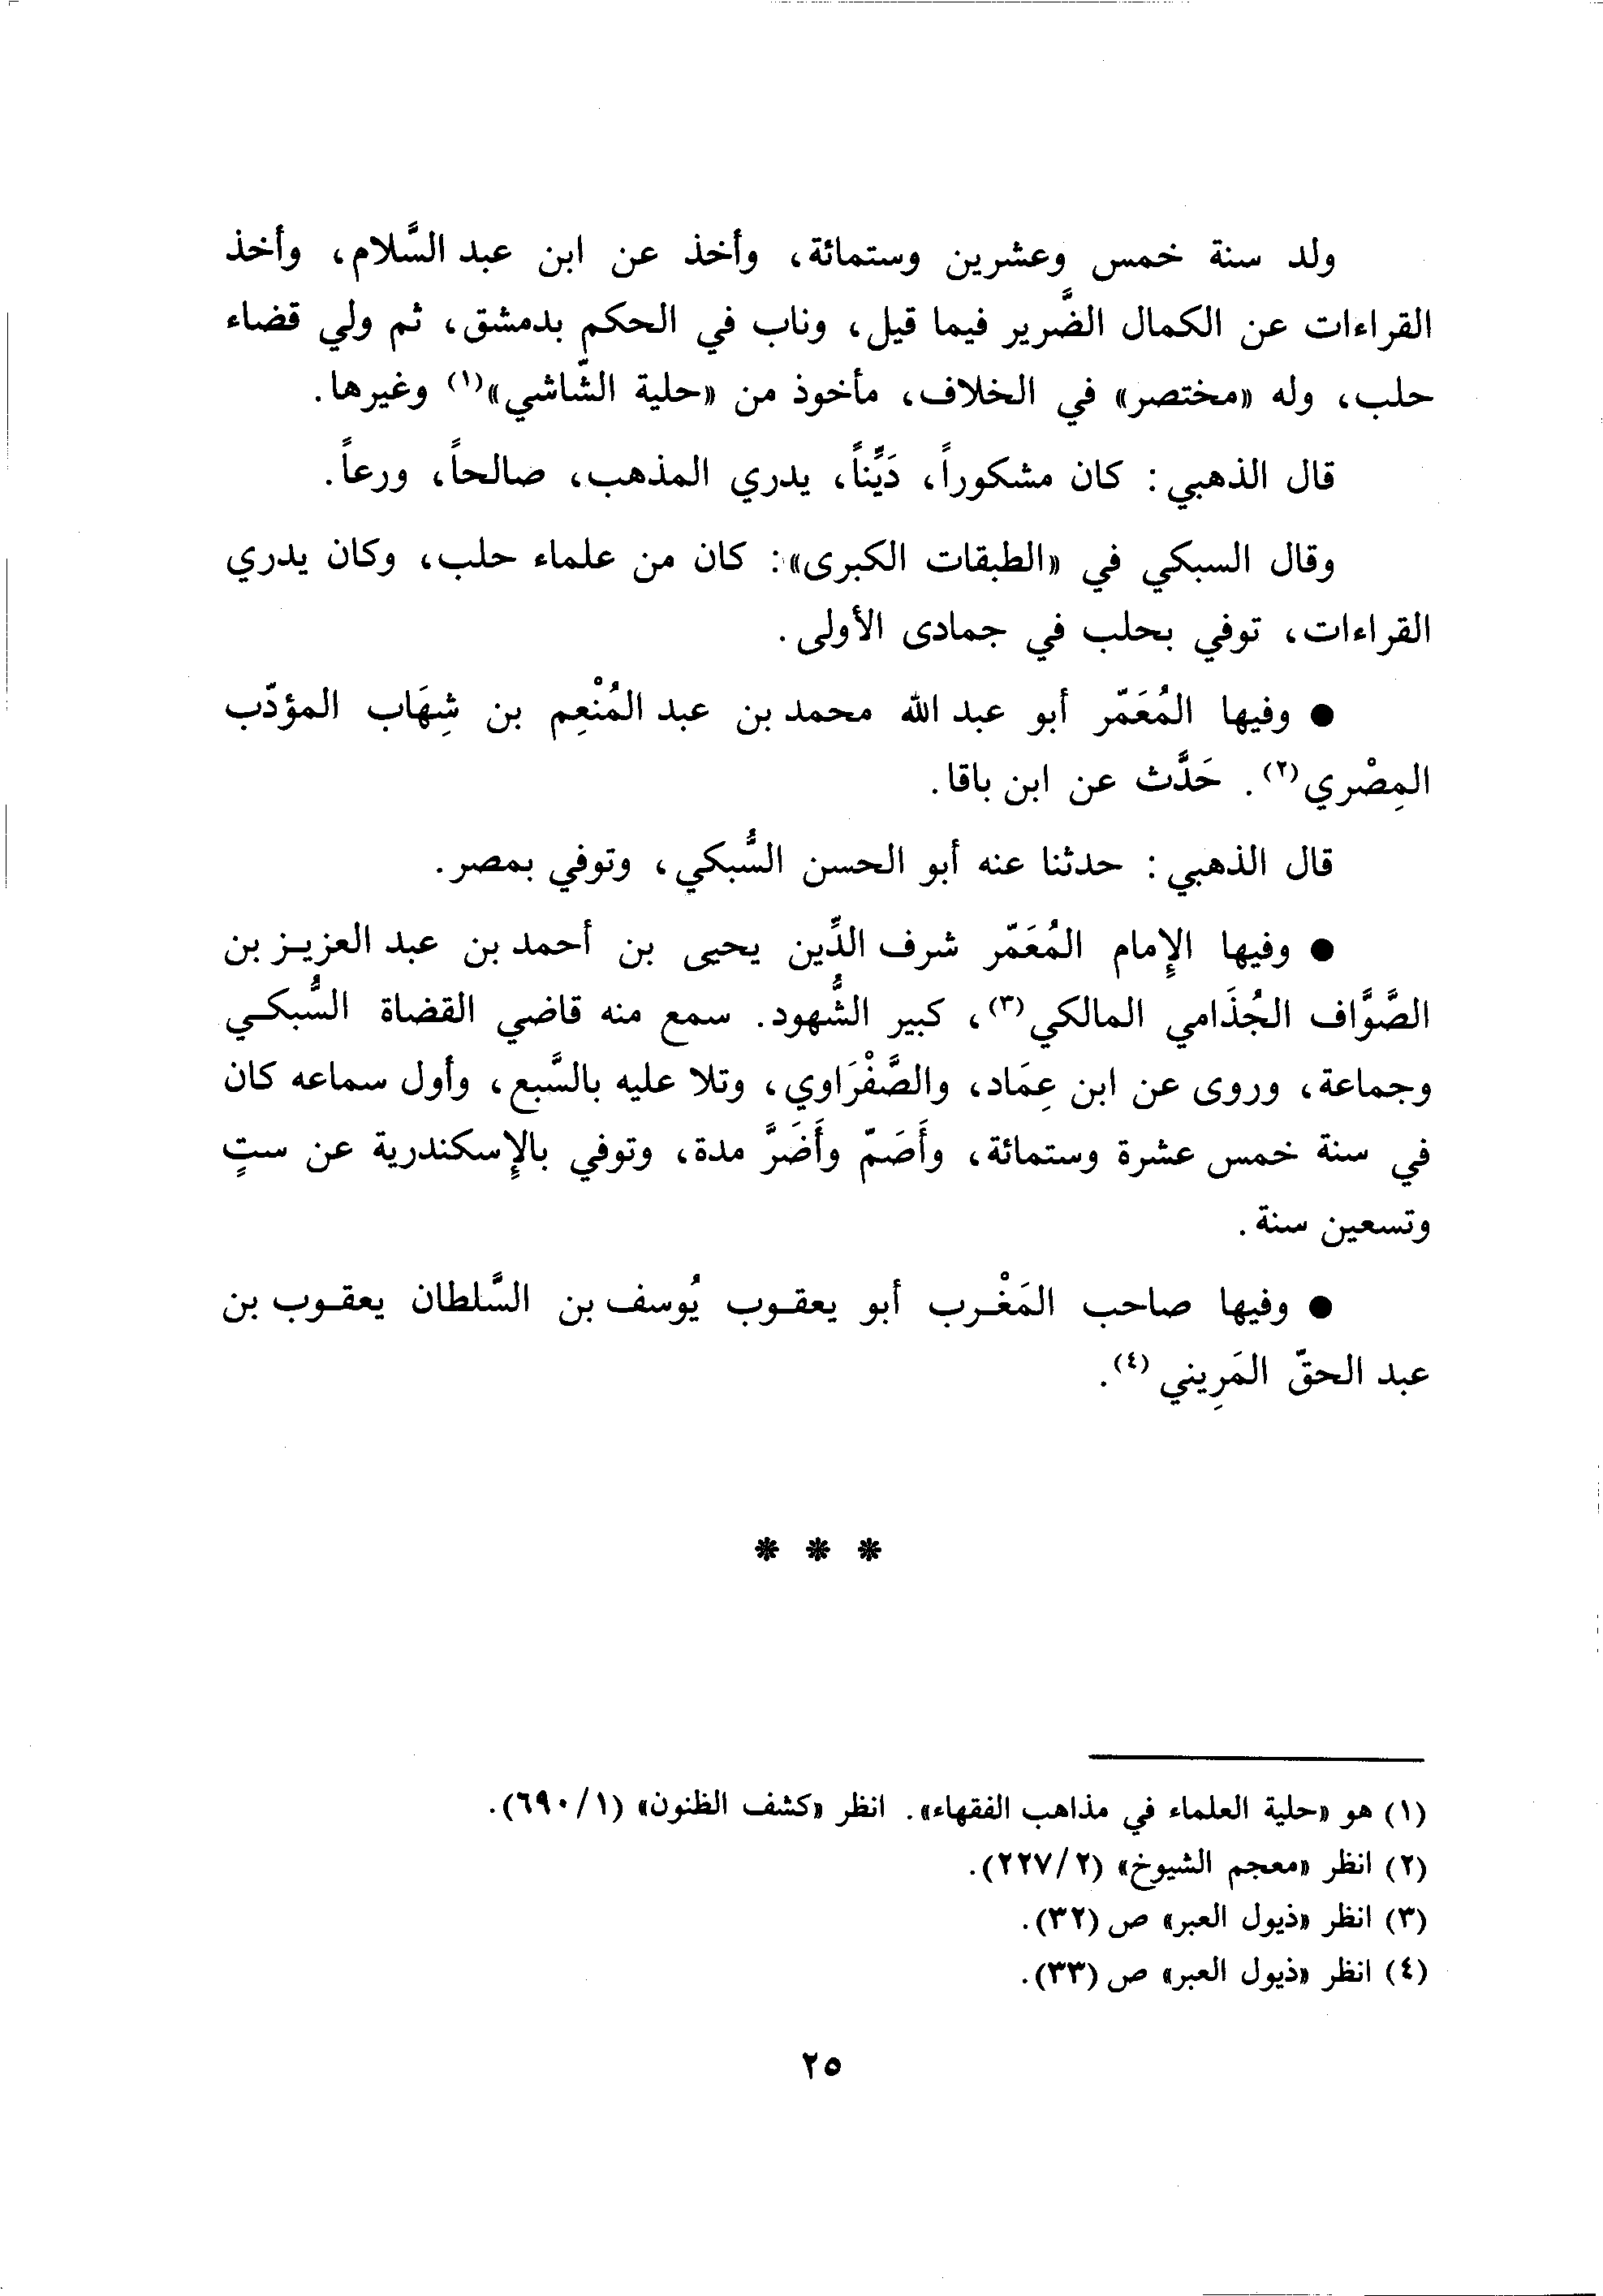 ولد سنة خمس وعشرين وستمائة، وأخذ عن ابن عبد السَّلام، وأخذ
القراءات عن الكمال الضَّرير فيما قيل، وناب في الحكم بدمشق، ثم ولي قضاء
حلب، وله «مختصر» في الخلاف، مأخوذ من «حلية الشّاشي»(١) وغيرها.
قال الذهبي: كان مشكوراً، دَيِّناً، يدري المذهب، صالحاً، ورعاً.
وقال السبكي في «الطبقات الكبرى»: كان من علماء حلب، وكان يدري
القراءات، توفي بحلب في جمادى الأولى.
● وفيها المُعَمّر أبو عبد الله محمد بن عبد المُنْعِم بن شِهَاب المؤدّب
المِصْري(٢). حَدَّث عن ابن باقا.
قال الذهبي: حدثنا عنه أبو الحسن السُّبكي، وتوفي بمصر.
● وفيها الإِمام المُعَمّر شرف الدِّين يحيى بن أحمد بن عبد العزيز بن
الصَّوَّاف الجُذَامي المالكي(٣)، كبير الشُّهود. سمع منه قاضي القضاة السُّبكي
وجماعة، وروى عن ابن عِمَاد، والصَّفْرَاوي، وتلا عليه بالسَّبع، وأول سماعه كان
في سنة خمس عشرة وستمائة، وأَصَمّ وأَضَرَّ مدة، وتوفي بالإِسكندرية عن ستٍ
وتسعين سنة.
● وفيها صاحب المَغْرب أبو يعقوب يُوسف بن السَّلطان يعقوب بن
عبد الحقّ المَرِيني(٤).
* * *
(١) هو «حلية العلماء في مذاهب الفقهاء». انظر «كشف الظنون» (١/ ٦٩٠).
(٢) انظر «معجم الشيوخ» (٢/ ٢٢٧).
(٣) انظر «ذيول العبر» ص (٣٢).
(٤) انظر «ذيول العبر» ص (٣٣).
٢٥